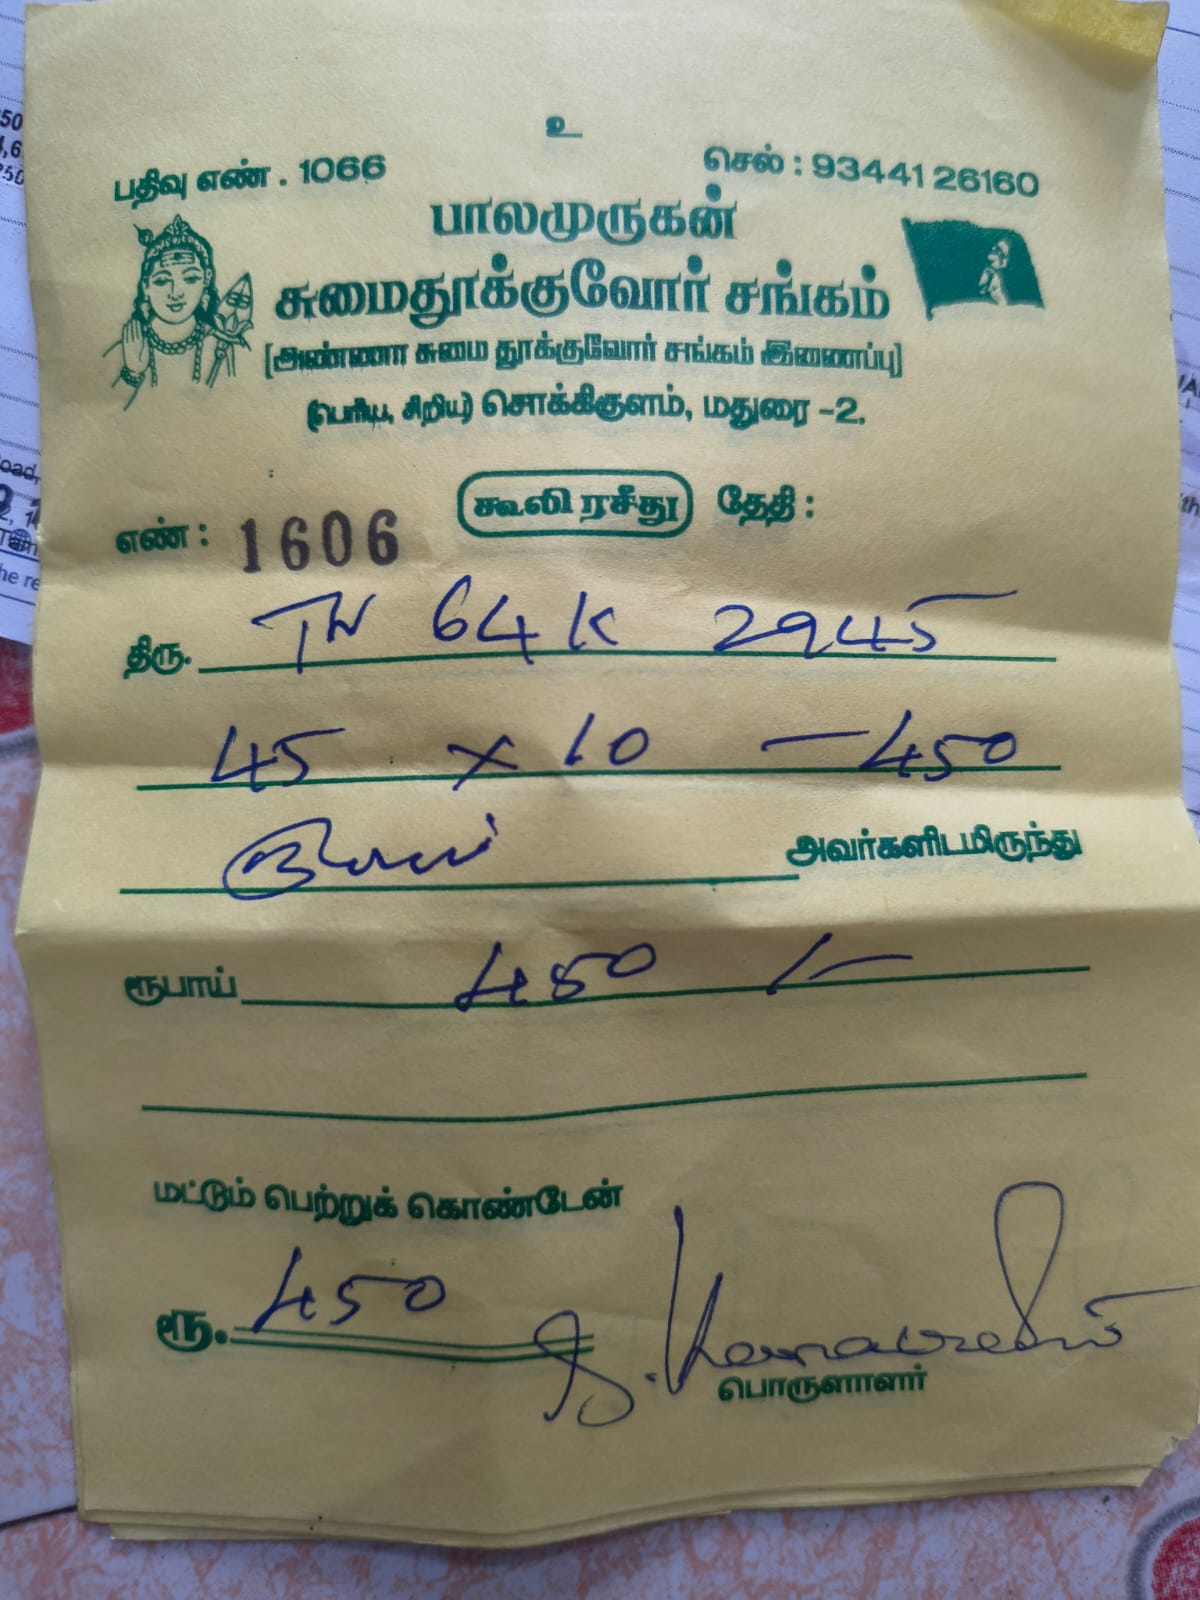 உ
பதிவு எண் . 1066 செல் : 93441 26160
பாலமுருகன்
சுமைதூக்குவோர் சங்கம்
[அண்ணா சுமை தூக்குவோர் சங்கம் இணைப்பு]
(பெரிய, சிறிய) சொக்கிகுளம், மதுரை -2.
கூலி ரசீது தேதி :
எண் : 1606
திரு. TN 64 K 2945
45 × 10 — 450
அவர்களிடமிருந்து
ரூபாய் 450 /-
மட்டும் பெற்றுக் கொண்டேன்
ரூ. 450
பொருளாளர்